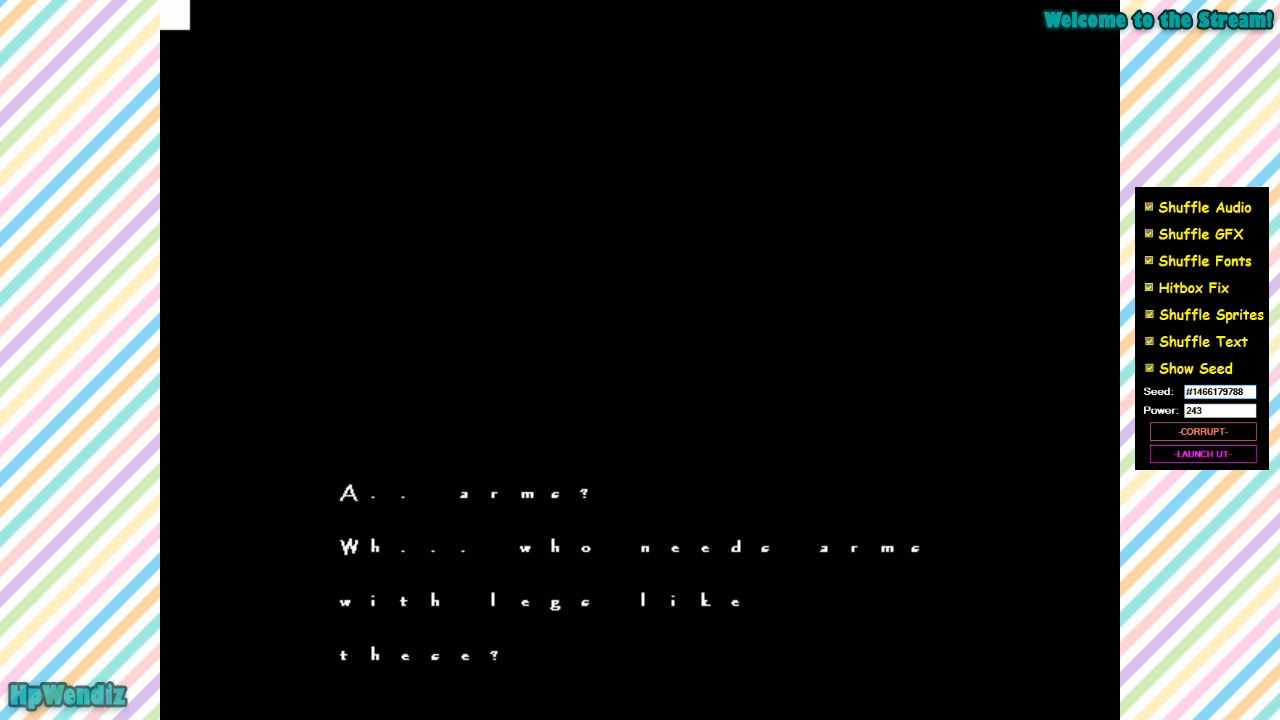 Welcome to the Stream!
Shuffle Audio
Shuffle GFX
Shuffle Fonts
Hitbox Fix
Shuffle Sprites
Shuffle Text
Show Seed
Seed: #1466179788
Power: 243
-CORRUPT-
-LAUNCH UT-
A.. arms?
Wh... who needs arms
with legs like
these?
HpWendiz